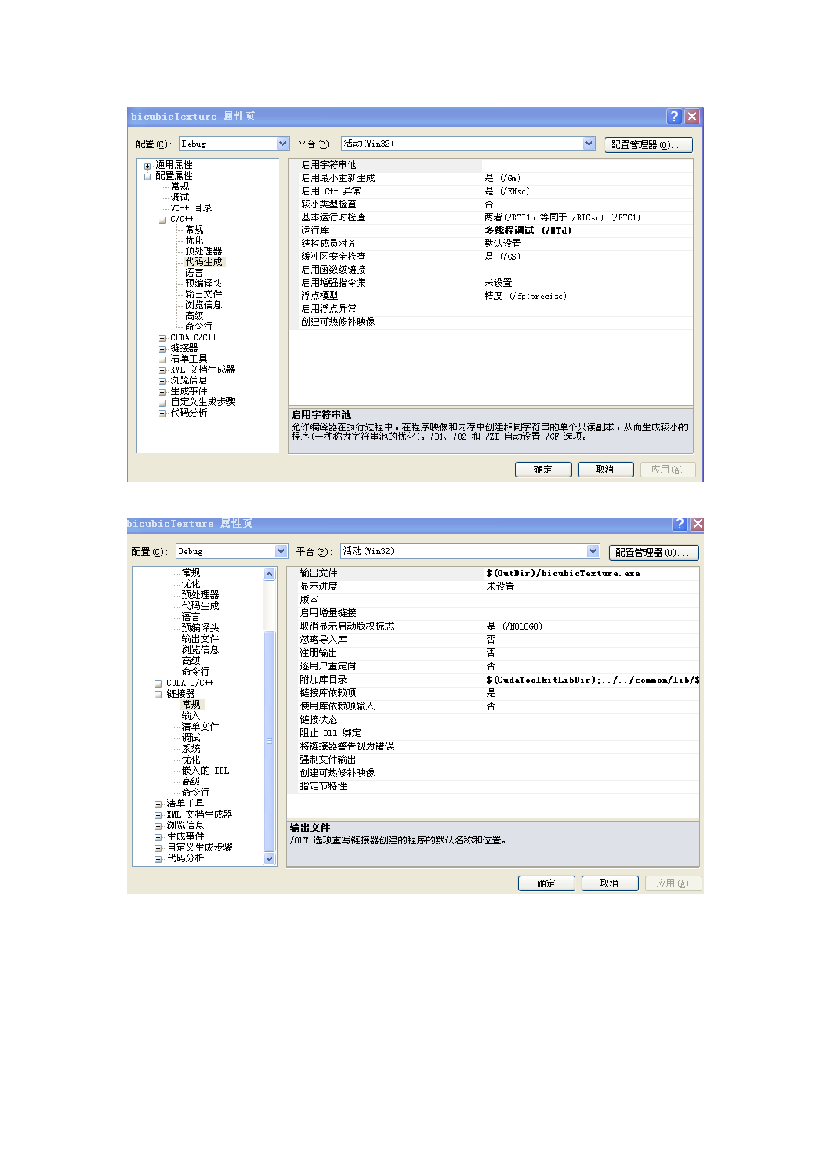 bicubicTexture 属性页
配置(C): Debug 平台(P): 活动(Win32) 配置管理器(O)...
通用属性
配置属性
常规
调试
VC++ 目录
C/C++
常规
优化
预处理器
代码生成
语言
预编译头
输出文件
浏览信息
高级
命令行
CUDA C/C++
链接器
清单工具
XML 文档生成器
浏览信息
生成事件
自定义生成步骤
代码分析
启用字符串池
启用最小重新生成 是 (/Gm)
启用 C++ 异常 是 (/EHsc)
较小类型检查 否
基本运行时检查 两者(/RTC1，等同于 /RTCsu) (/RTC1)
运行库 多线程调试 (/MTd)
结构成员对齐 默认设置
缓冲区安全检查 是 (/GS)
启用函数级链接
启用增强指令集 未设置
浮点模型 精度 (/fp:precise)
启用浮点异常
创建可热修补映像
启用字符串池
允许编译器在执行过程中，在程序映像和内存中创建相同字符串的单个只读副本，从而生成较小的
程序(一种称为字符串池的优化)。/O1、/O2 和 /ZI 自动设置 /GF 选项。
确定 取消 应用(A)
bicubicTexture 属性页
配置(C): Debug 平台(P): 活动(Win32) 配置管理器(O)...
常规
优化
预处理器
代码生成
语言
预编译头
输出文件
浏览信息
高级
命令行
CUDA C/C++
链接器
常规
输入
清单文件
调试
系统
优化
嵌入的 IDL
高级
命令行
清单工具
XML 文档生成器
浏览信息
生成事件
自定义生成步骤
代码分析
输出文件 $(OutDir)/bicubicTexture.exe
显示进度 未设置
版本
启用增量链接
取消显示启动版权标志 是 (/NOLOGO)
忽略导入库 否
注册输出 否
逐用户重定向 否
附加库目录 $(CudaToolkitLibDir);../../common/lib/$
链接库依赖项 是
使用库依赖项输入 否
链接状态
阻止 Dll 绑定
将链接器警告视为错误
强制文件输出
创建可热修补映像
指定节特性
输出文件
/OUT 选项重写链接器创建的程序的默认名称和位置。
确定 取消 应用(A)